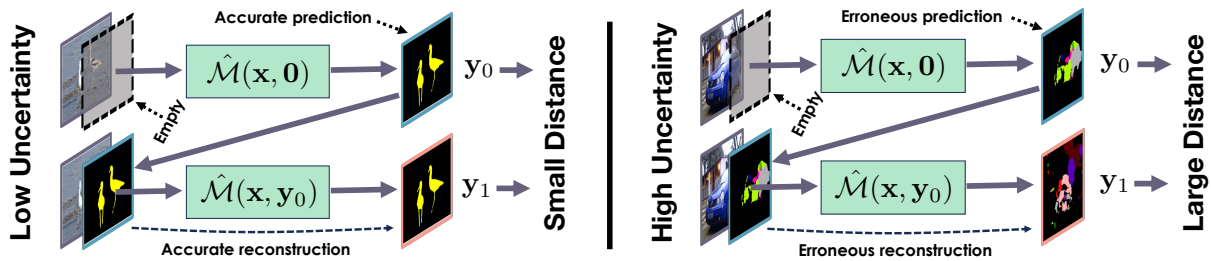 Low Uncertainty
Accurate prediction
M̂(x, 0)
y₀
Empty
M̂(x, y₀)
y₁
Accurate reconstruction
Small Distance
High Uncertainty
Erroneous prediction
M̂(x, 0)
y₀
Empty
M̂(x, y₀)
y₁
Erroneous reconstruction
Large Distance